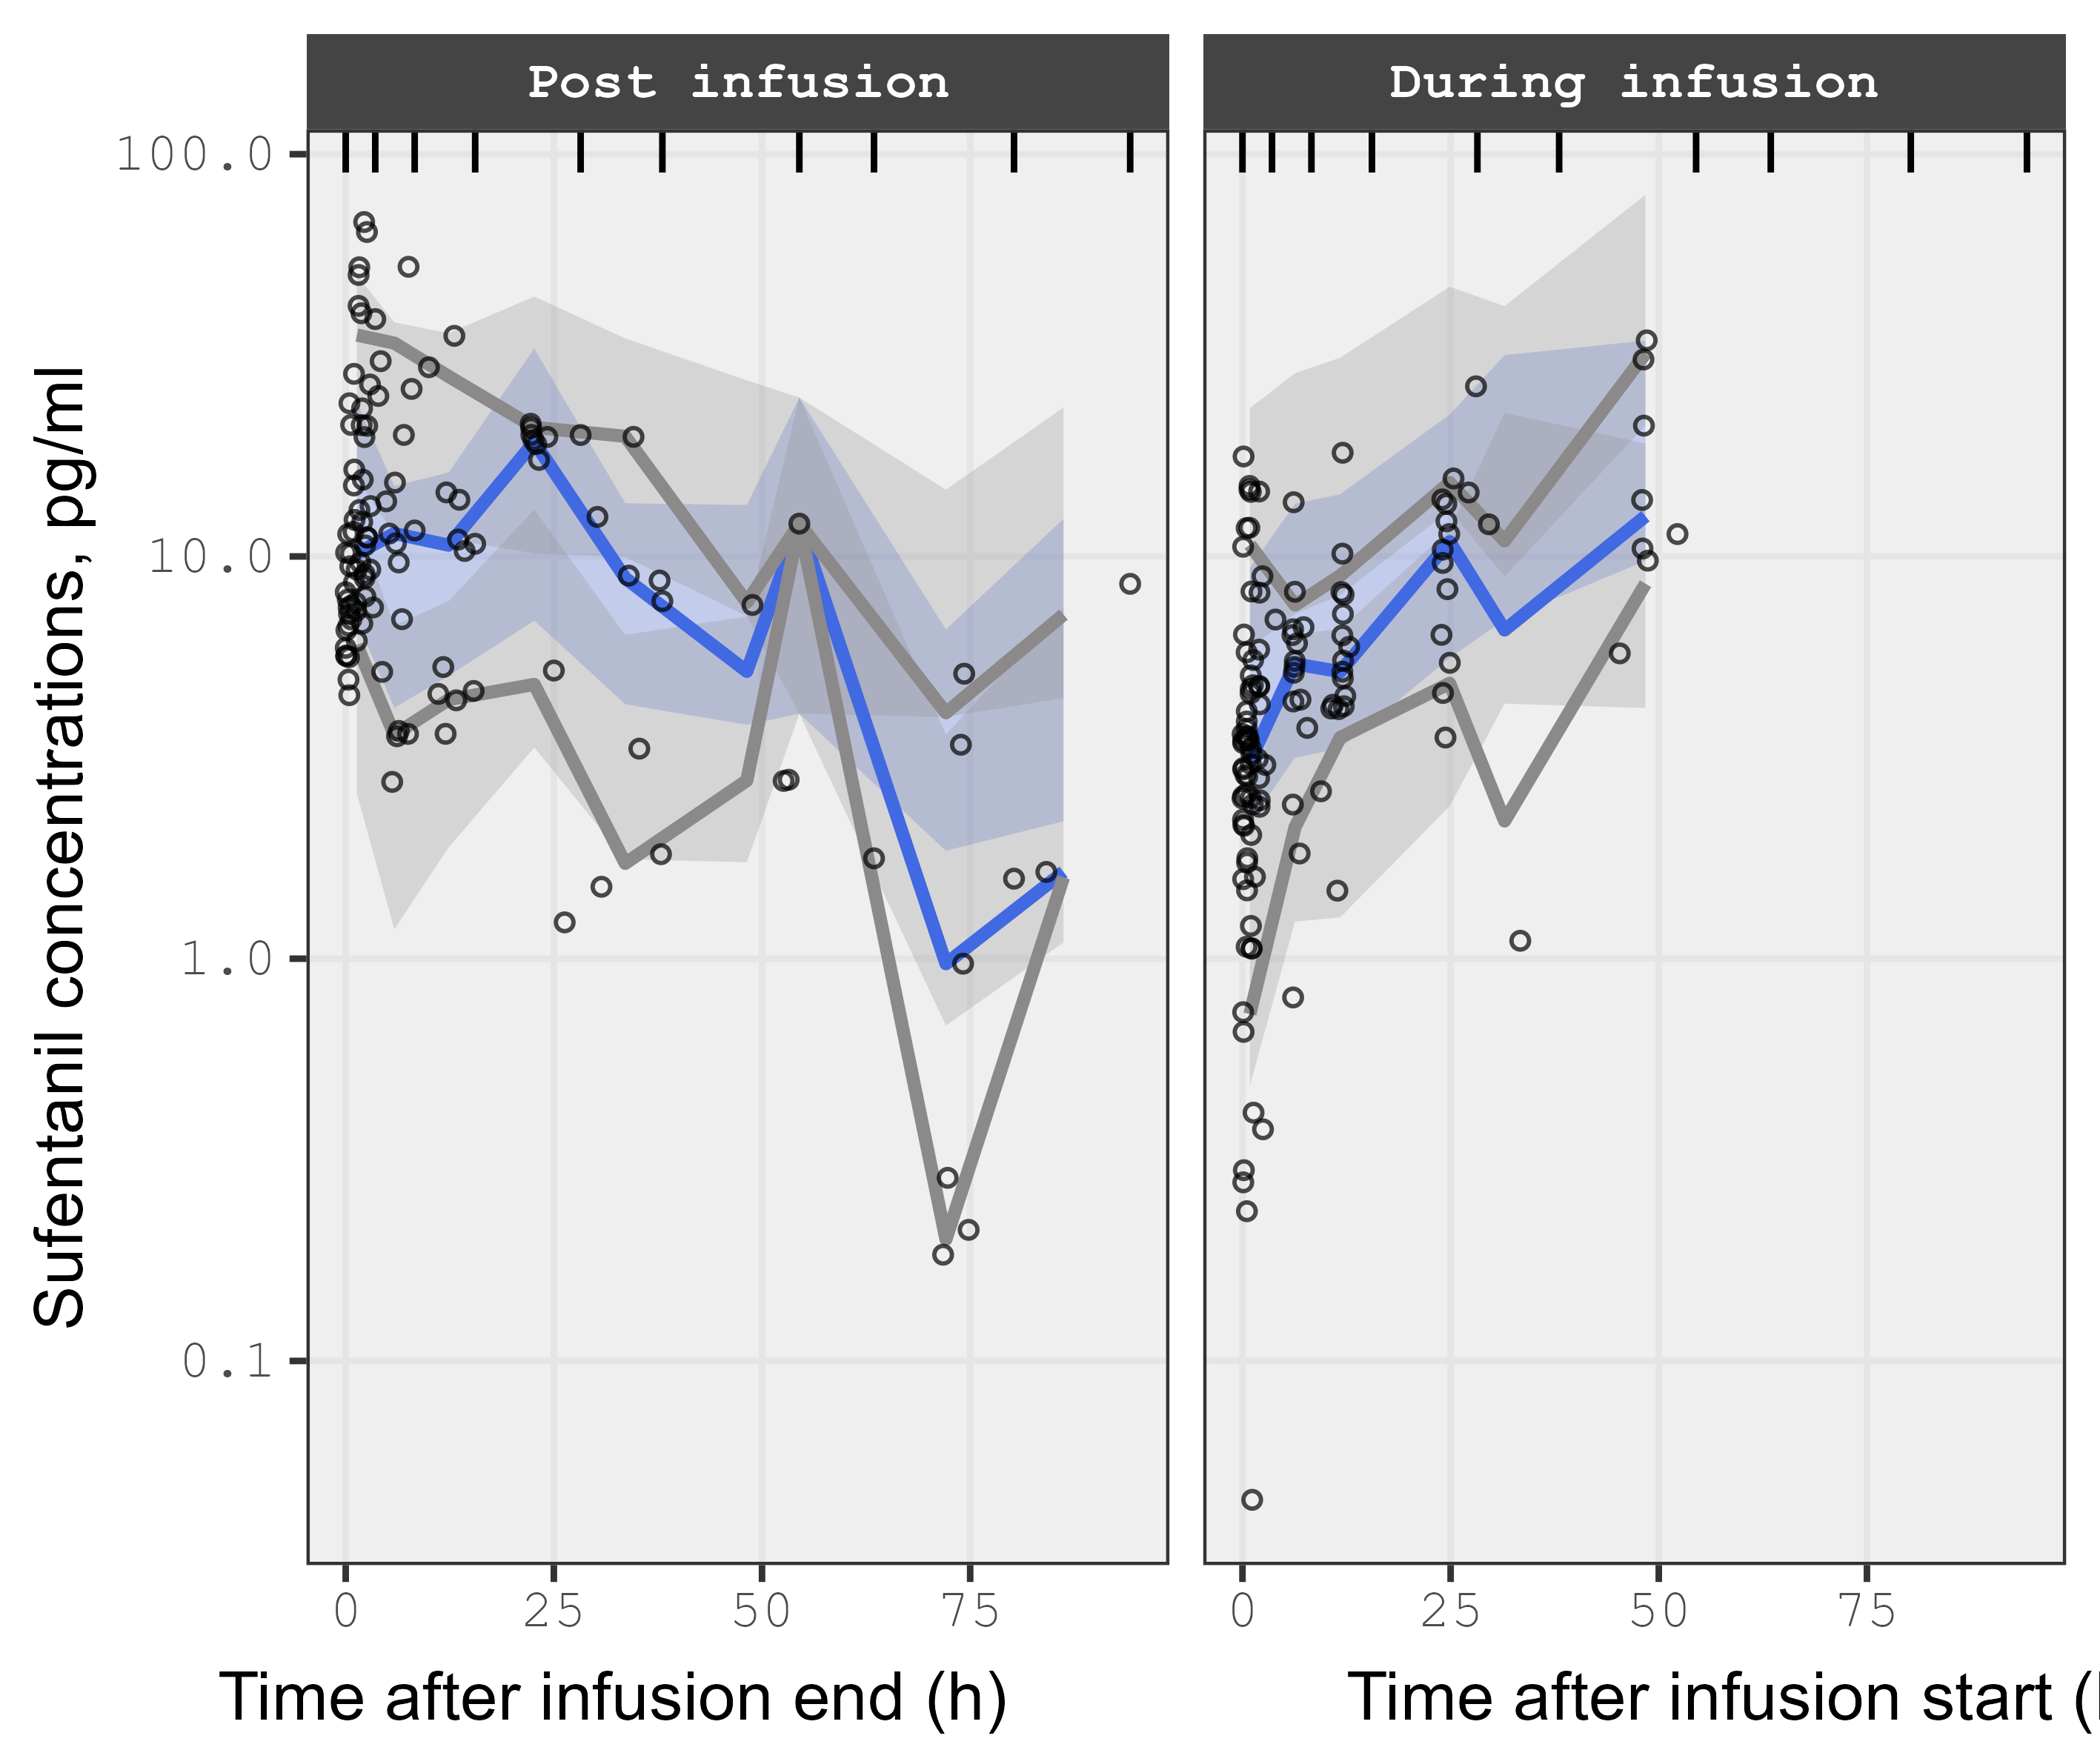 Post infusion
During infusion
Sufentanil concentrations, pg/ml
100.0
10.0
1.0
0.1
0 25 50 75
0 25 50 75
Time after infusion end (h)
Time after infusion start (